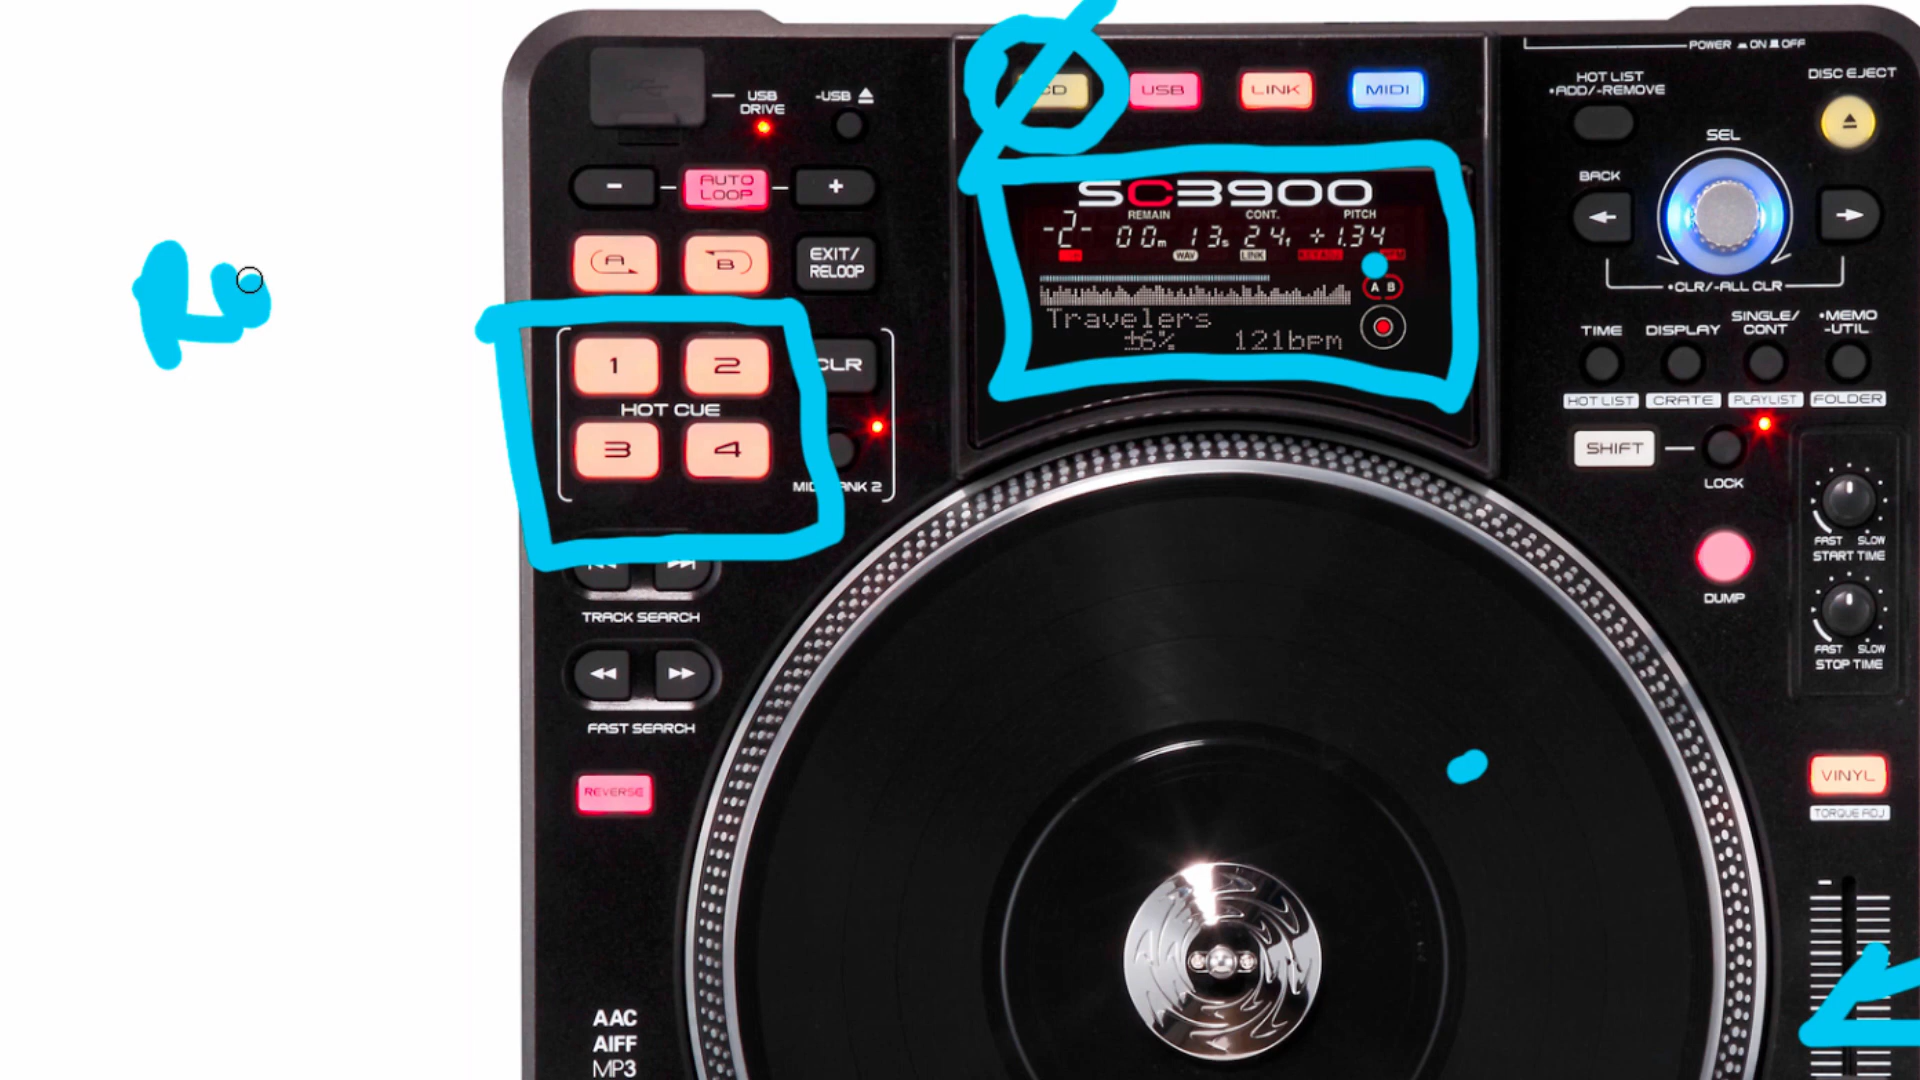 POWER ON OFF
CD USB LINK MIDI
USB DRIVE
-USB
- AUTO LOOP +
A B EXIT/ RELOOP
1 2 CLR
HOT CUE
3 4
TRACK SEARCH
FAST SEARCH
REVERSE
AAC
AIFF
MP3
SC3900
REMAIN CONT. PITCH
-2- 00m 13s 24f +1.34
WAV LINK
A B
Travelers
±6% 121bpm
HOT LIST
•ADD/-REMOVE
DISC EJECT
SEL
BACK
•CLR/-ALL CLR
TIME DISPLAY SINGLE/ CONT •MEMO -UTIL
HOT LIST CRATE PLAYLIST FOLDER
SHIFT
LOCK
DUMP
FAST SLOW
START TIME
FAST SLOW
STOP TIME
VINYL
TORQUE ADJ